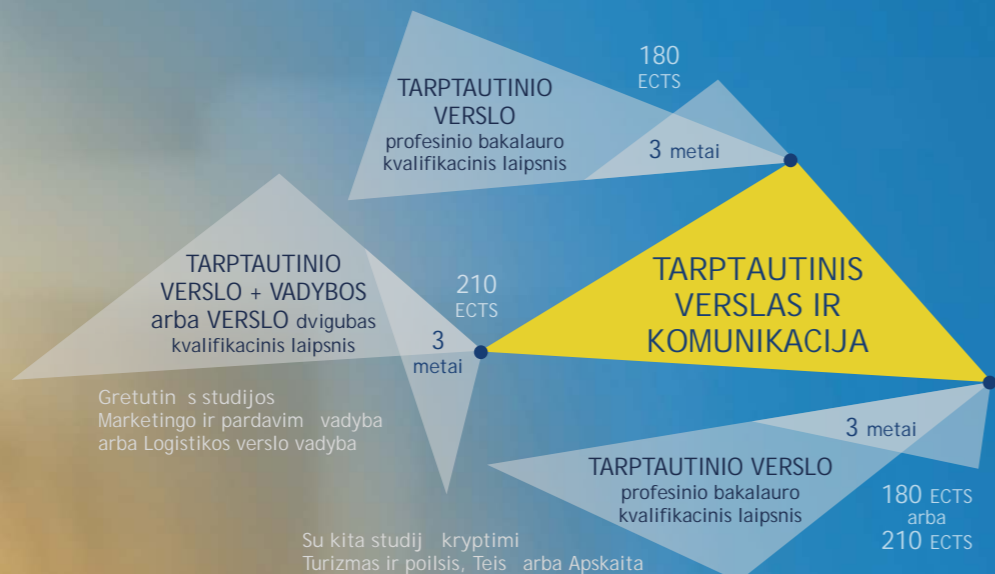 180
ECTS
TARPTAUTINIO
VERSLO
profesinio bakalauro
kvalifikacinis laipsnis
3 metai
TARPTAUTINIO
VERSLO + VADYBOS
arba VERSLO dvigubas
kvalifikacinis laipsnis
210
ECTS
3
metai
TARPTAUTINIS
VERSLAS IR
KOMUNIKACIJA
Gretutin s studijos
Marketingo ir pardavim vadyba
arba Logistikos verslo vadyba
3 metai
TARPTAUTINIO VERSLO
profesinio bakalauro
kvalifikacinis laipsnis
180 ECTS
arba
210 ECTS
Su kita studij kryptimi
Turizmas ir poilsis, Teis arba Apskaita